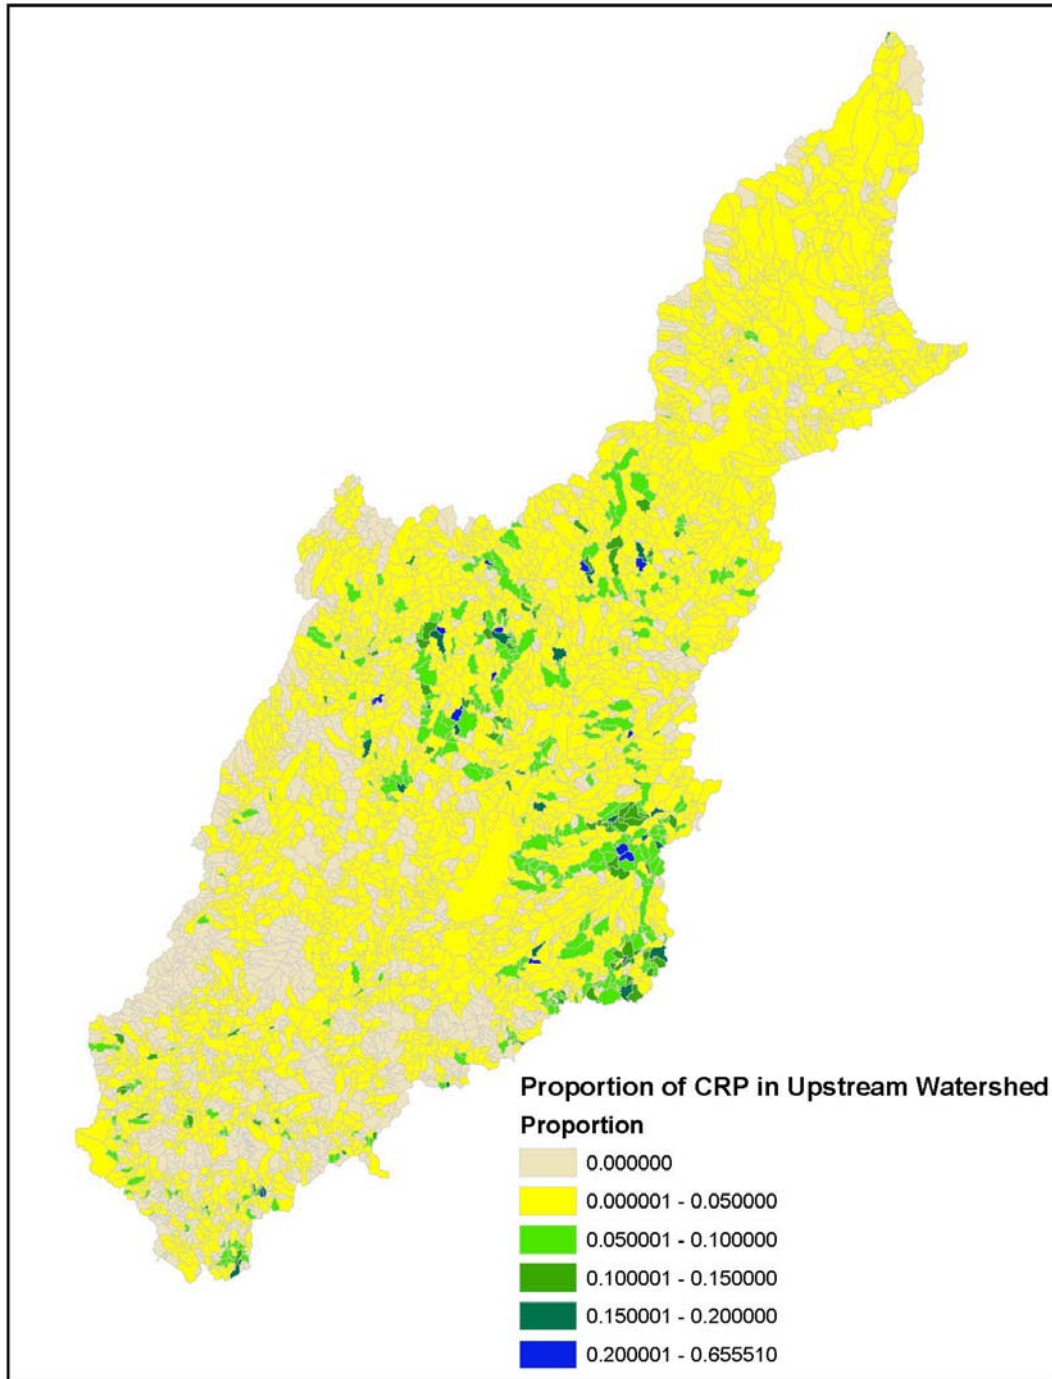 Proportion of CRP in Upstream Watershed
Proportion
0.000000
0.000001 - 0.050000
0.050001 - 0.100000
0.100001 - 0.150000
0.150001 - 0.200000
0.200001 - 0.655510